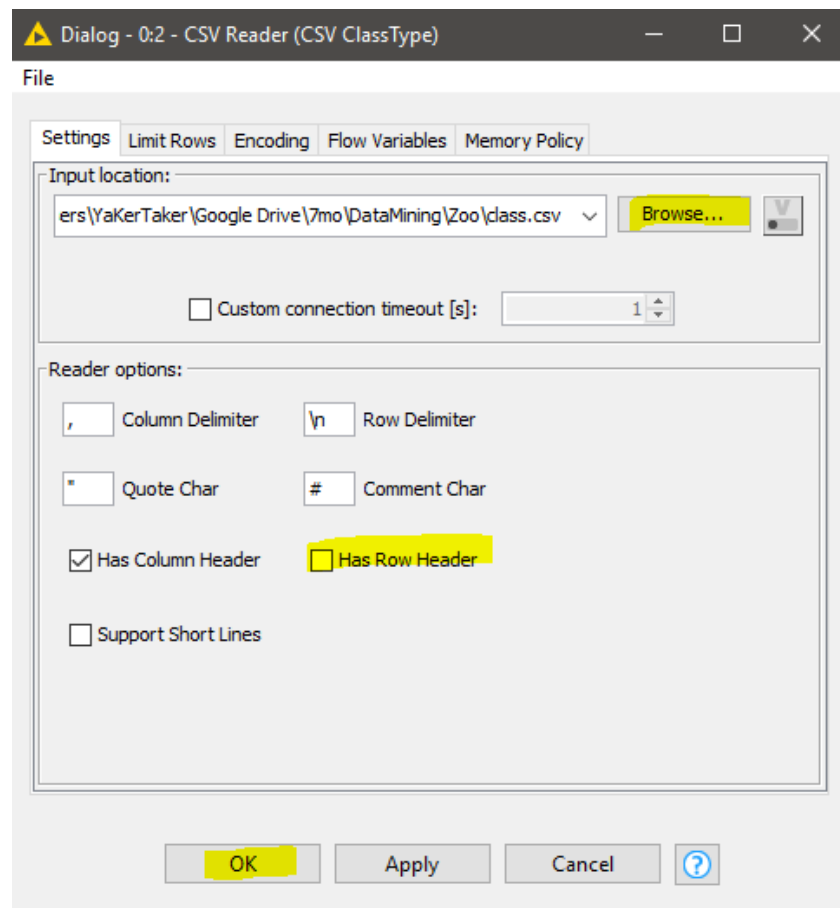 Dialog - 0:2 - CSV Reader (CSV ClassType)
File
Settings Limit Rows Encoding Flow Variables Memory Policy
Input location:
ers\YaKerTaker\Google Drive\7mo\DataMining\Zoo\class.csv Browse... V
Custom connection timeout [s]: 1
Reader options:
, Column Delimiter \n Row Delimiter
" Quote Char # Comment Char
Has Column Header Has Row Header
Support Short Lines
OK Apply Cancel ?